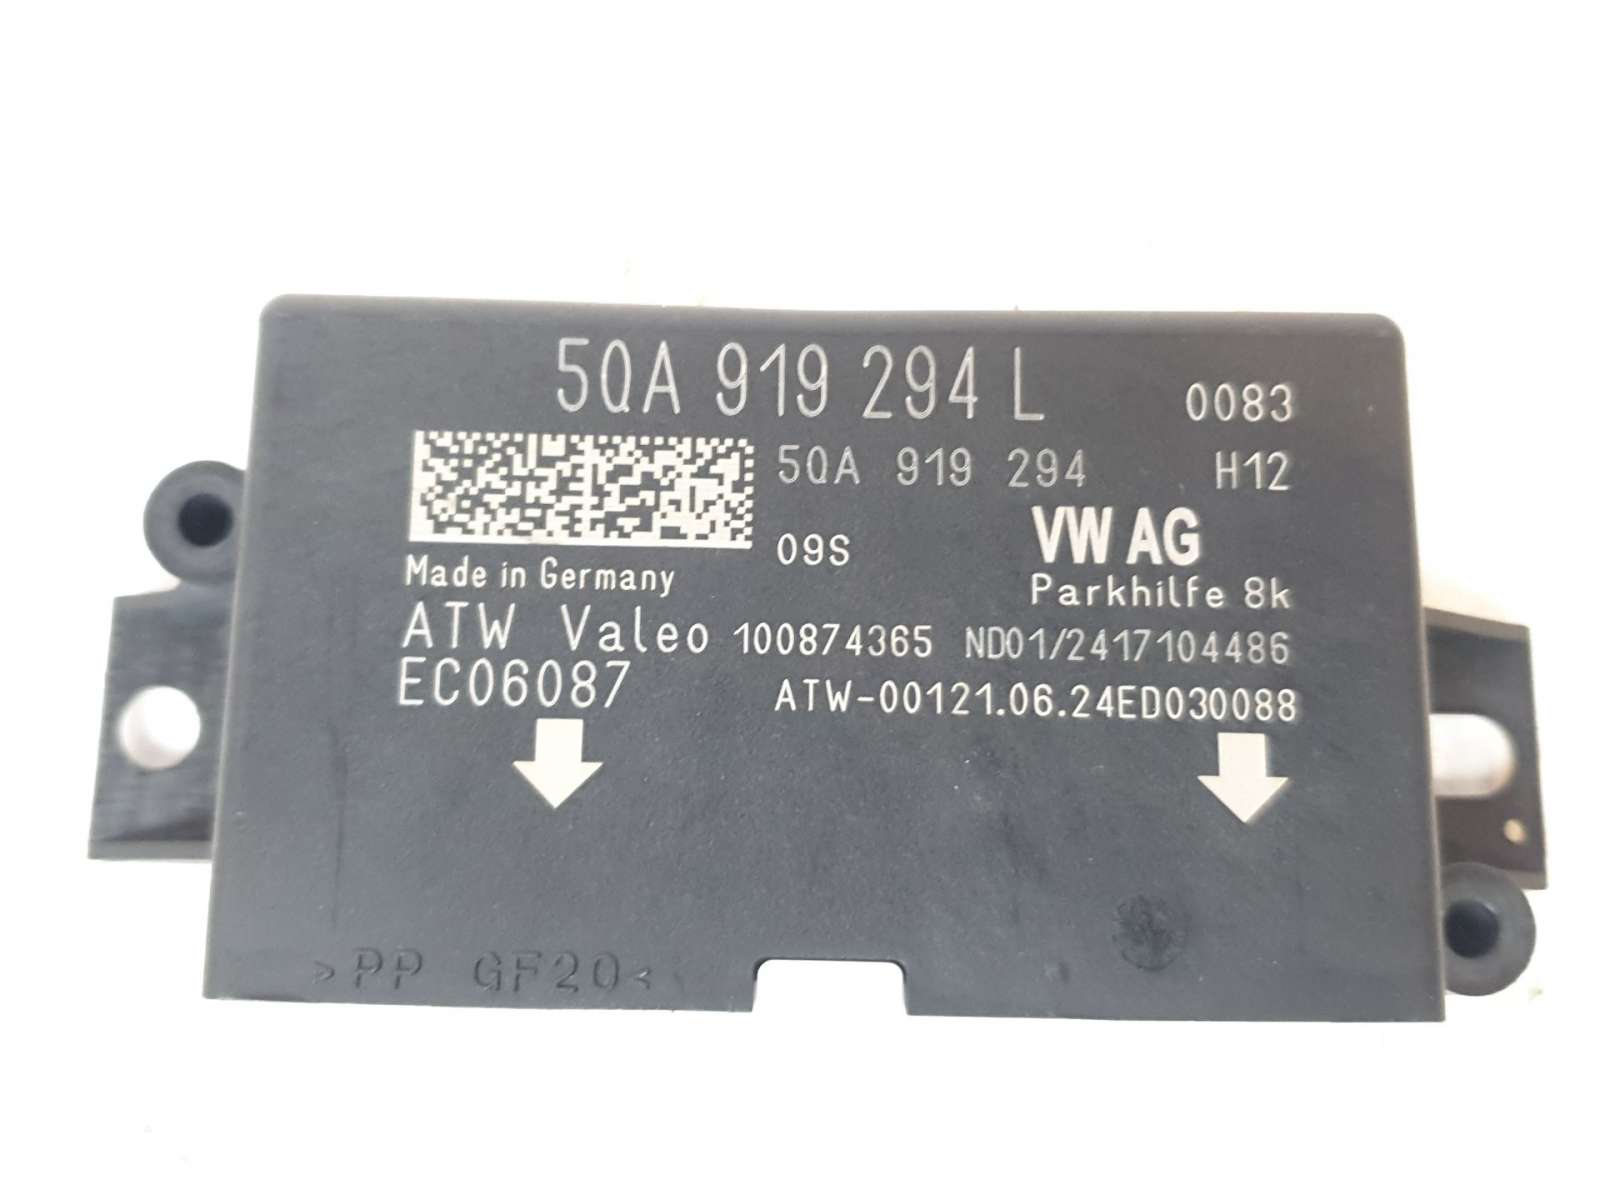 5QA 919 294 L 0083
5QA 919 294 H12
09S VW AG
Made in Germany Parkhilfe 8k
ATW Valeo 100874365 ND01/2417104486
EC06087 ATW-00121.06.24ED030088
>PP GF20<